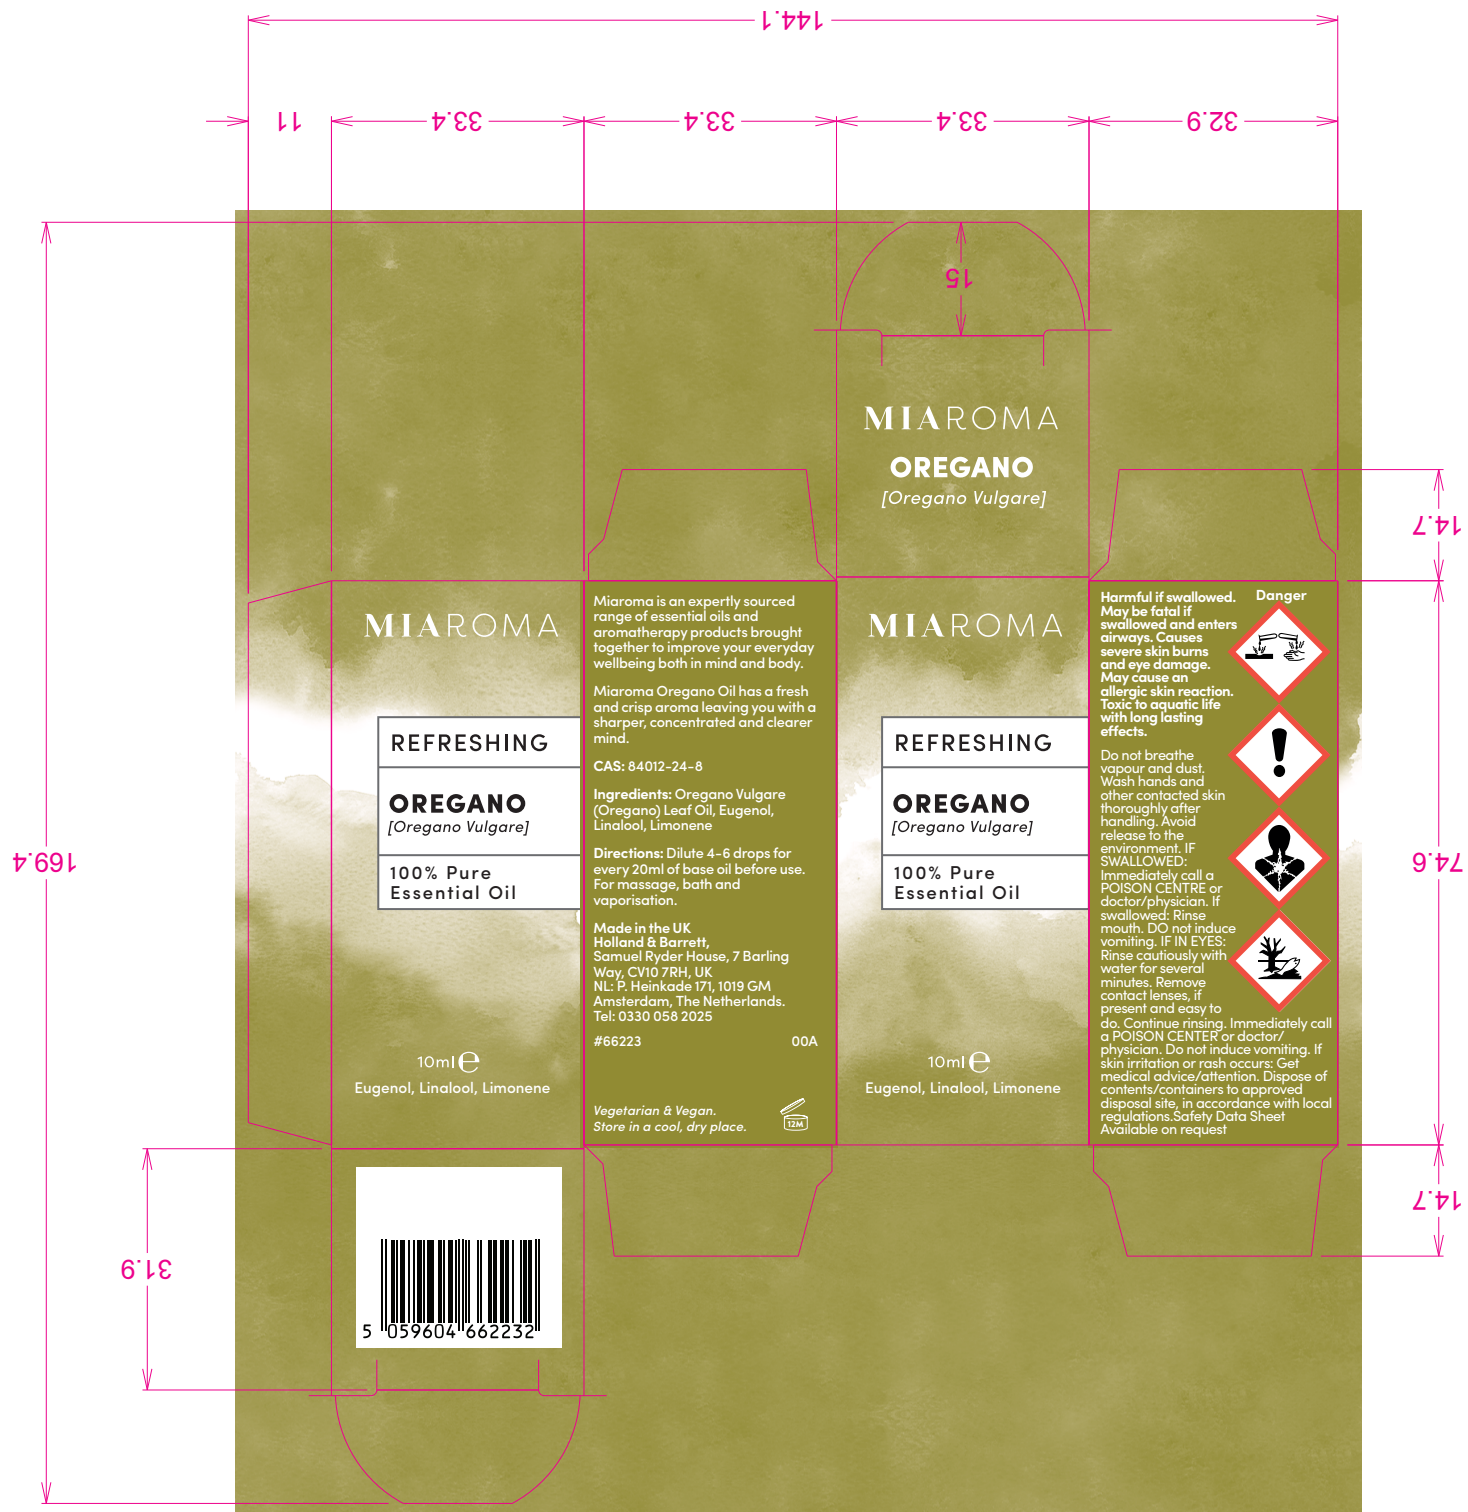 144.1
11
33.4
33.4
33.4
32.9
15
MIAROMA
OREGANO
[Oregano Vulgare]
14.7
169.4
74.6
MIAROMA
REFRESHING
OREGANO
[Oregano Vulgare]
100% Pure
Essential Oil
10ml ℮
Eugenol, Linalool, Limonene
Miaroma is an expertly sourced
range of essential oils and
aromatherapy products brought
together to improve your everyday
wellbeing both in mind and body.
Miaroma Oregano Oil has a fresh
and crisp aroma leaving you with a
sharper, concentrated and clearer
mind.
CAS: 84012-24-8
Ingredients: Oregano Vulgare
(Oregano) Leaf Oil, Eugenol,
Linalool, Limonene
Directions: Dilute 4-6 drops for
every 20ml of base oil before use.
For massage, bath and
vaporisation.
Made in the UK
Holland & Barrett,
Samuel Ryder House, 7 Barling
Way, CV10 7RH, UK
NL: P. Heinkade 171, 1019 GM
Amsterdam, The Netherlands.
Tel: 0330 058 2025
#66223 00A
Vegetarian & Vegan.
Store in a cool, dry place.
12M
MIAROMA
REFRESHING
OREGANO
[Oregano Vulgare]
100% Pure
Essential Oil
10ml ℮
Eugenol, Linalool, Limonene
Danger
Harmful if swallowed.
May be fatal if
swallowed and enters
airways. Causes
severe skin burns
and eye damage.
May cause an
allergic skin reaction.
Toxic to aquatic life
with long lasting
effects.
Do not breathe
vapour and dust.
Wash hands and
other contacted skin
thoroughly after
handling. Avoid
release to the
environment. IF
SWALLOWED:
Immediately call a
POISON CENTRE or
doctor/physician. If
swallowed: Rinse
mouth. DO not induce
vomiting. IF IN EYES:
Rinse cautiously with
water for several
minutes. Remove
contact lenses, if
present and easy to
do. Continue rinsing. Immediately call
a POISON CENTER or doctor/
physician. Do not induce vomiting. If
skin irritation or rash occurs: Get
medical advice/attention. Dispose of
contents/containers to approved
disposal site, in accordance with local
regulations.Safety Data Sheet
Available on request
14.7
31.9
5 059604 662232